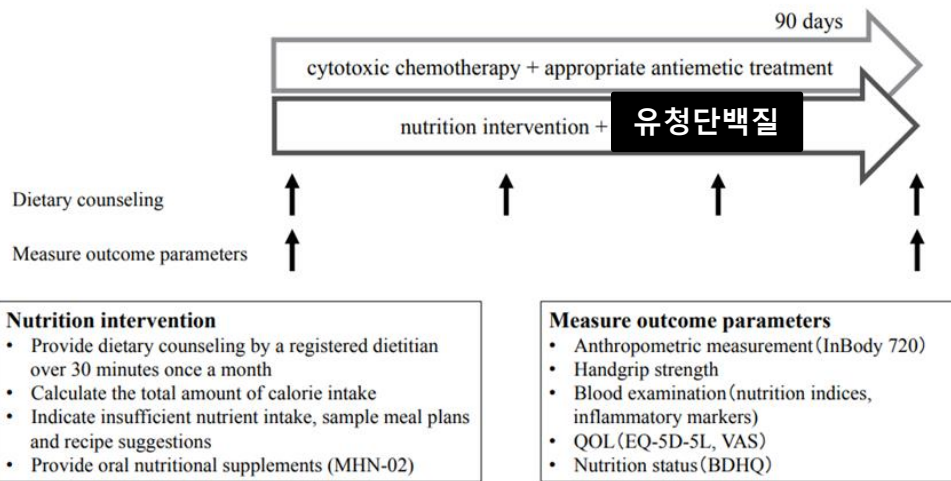 90 days
cytotoxic chemotherapy + appropriate antiemetic treatment
nutrition intervention + 유청단백질
Dietary counseling
Measure outcome parameters
Nutrition intervention
• Provide dietary counseling by a registered dietitian
over 30 minutes once a month
• Calculate the total amount of calorie intake
• Indicate insufficient nutrient intake, sample meal plans
and recipe suggestions
• Provide oral nutritional supplements (MHN-02)
Measure outcome parameters
• Anthropometric measurement(InBody 720)
• Handgrip strength
• Blood examination(nutrition indices,
inflammatory markers)
• QOL(EQ-5D-5L, VAS)
• Nutrition status(BDHQ)